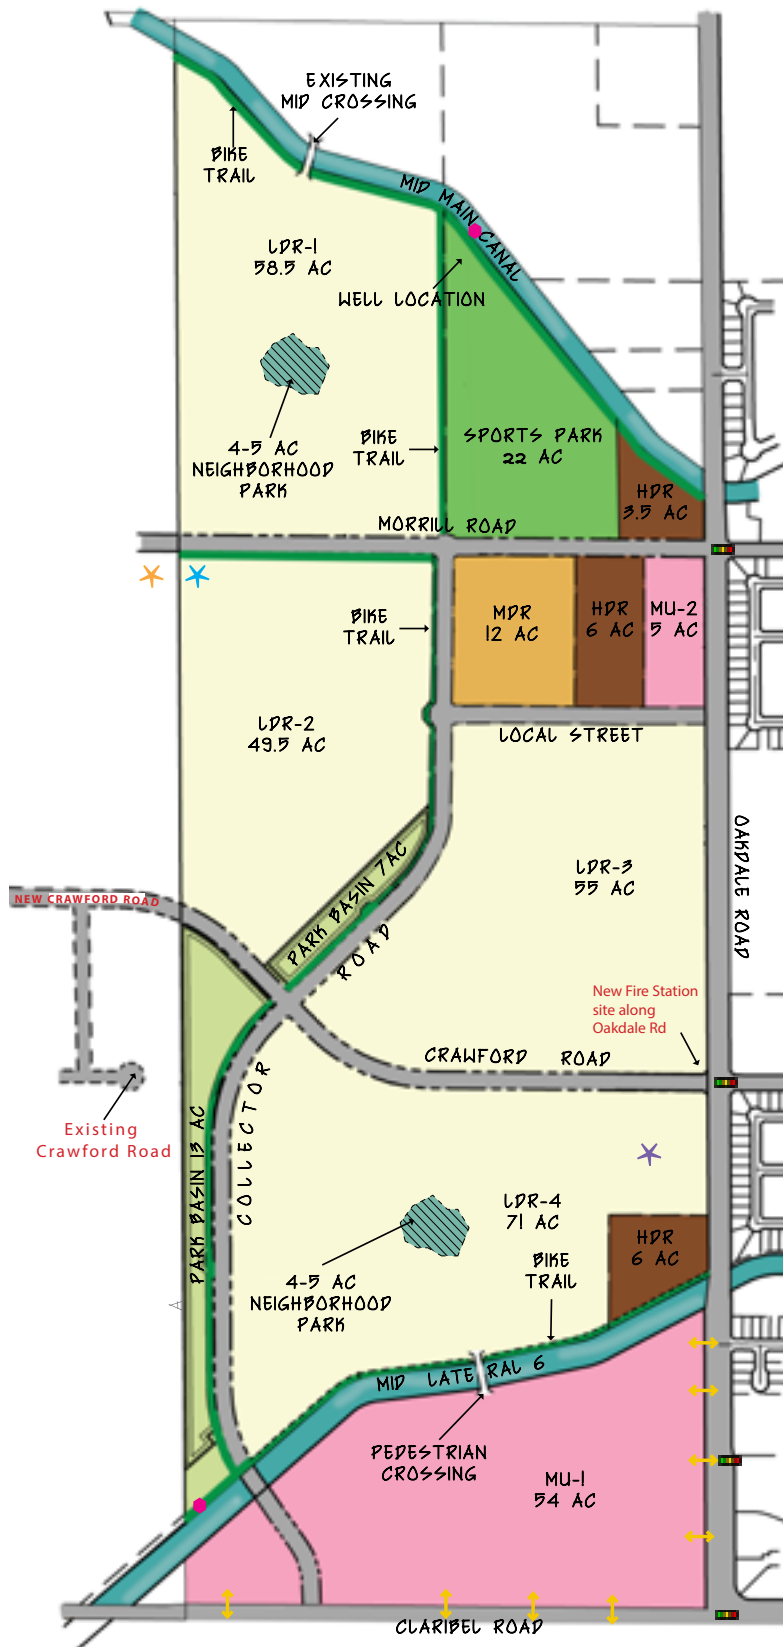 EXISTING
MID CROSSING
BIKE
TRAIL
MID MAIN CANAL
LDR-1
58.5 AC
WELL LOCATION
4-5 AC
NEIGHBORHOOD
PARK
BIKE
TRAIL
SPORTS PARK
22 AC
HDR
3.5 AC
MORRILL ROAD
BIKE
TRAIL
MDR
12 AC
HDR
6 AC
MU-2
5 AC
LDR-2
49.5 AC
LOCAL STREET
OAKDALE ROAD
PARK BASIN 7AC
LDR-3
55 AC
NEW CRAWFORD ROAD
COLLECTOR ROAD
New Fire Station
site along
Oakdale Rd
CRAWFORD ROAD
Existing
Crawford Road
PARK BASIN 13 AC
LDR-4
71 AC
HDR
6 AC
4-5 AC
NEIGHBORHOOD
PARK
BIKE
TRAIL
A
MID LATERAL 6
PEDESTRIAN
CROSSING
MU-1
54 AC
CLARIBEL ROAD